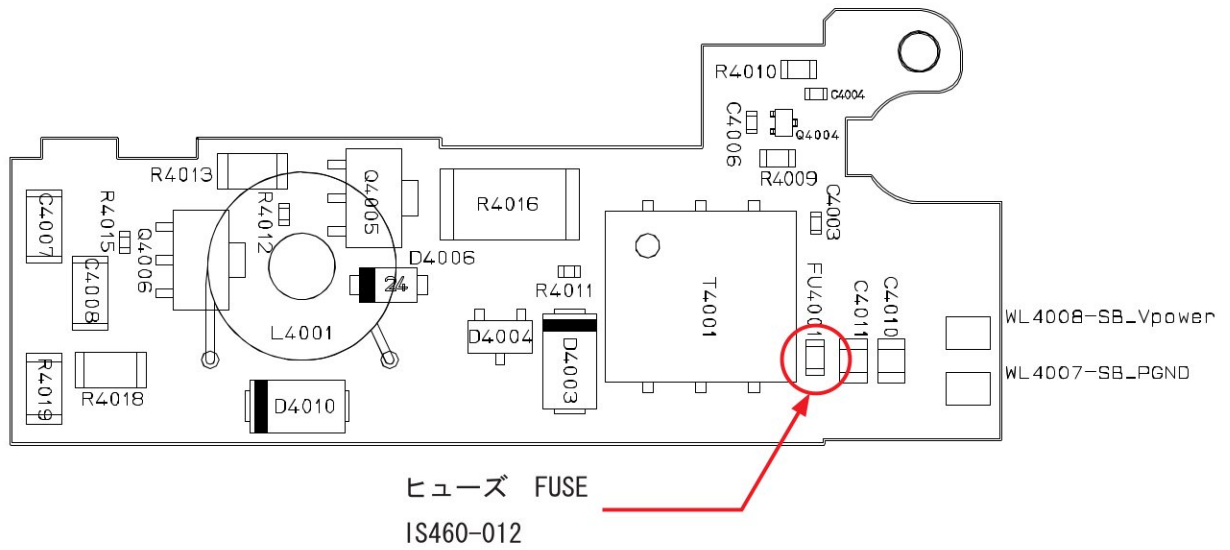 R4010
C4004
C4006
Q4004
R4009
R4013
Q4005
R4016
C4003
C4007
R4015
Q4006
R4012
D4006
24
C4008
R4011
T4001
FU4001
C4011
C4010
L4001
D4004
D4003
WL4008-SB_Vpower
WL4007-SB_PGND
R4019
R4018
D4010
ヒューズ FUSE
IS460-012